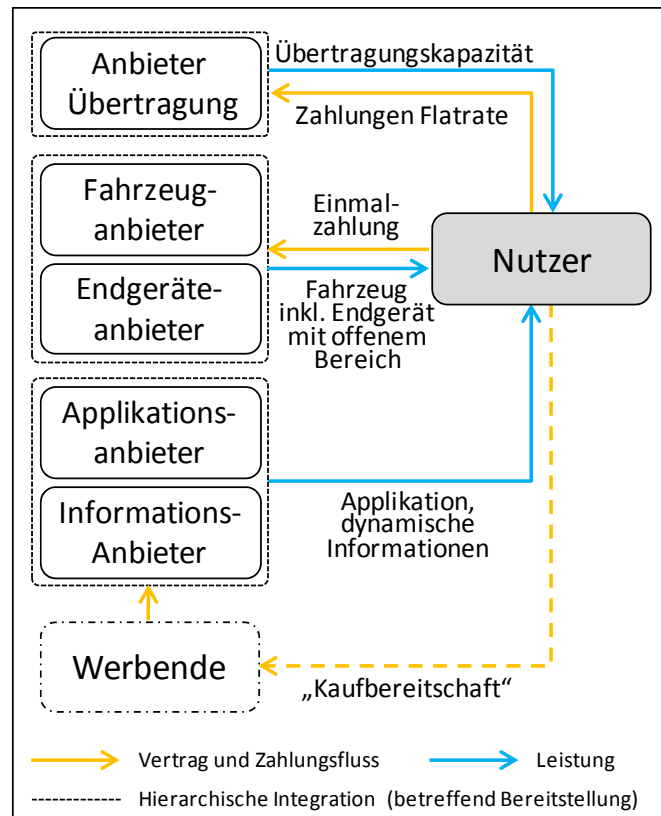 Anbieter
Übertragung
Übertragungskapazität
Zahlungen Flatrate
Fahrzeug-
anbieter
Endgeräte-
anbieter
Einmal-
zahlung
Nutzer
Fahrzeug
inkl. Endgerät
mit offenem
Bereich
Applikations-
anbieter
Informations-
Anbieter
Applikation,
dynamische
Informationen
Werbende
„Kaufbereitschaft“
Vertrag und Zahlungsfluss
Leistung
Hierarchische Integration (betreffend Bereitstellung)